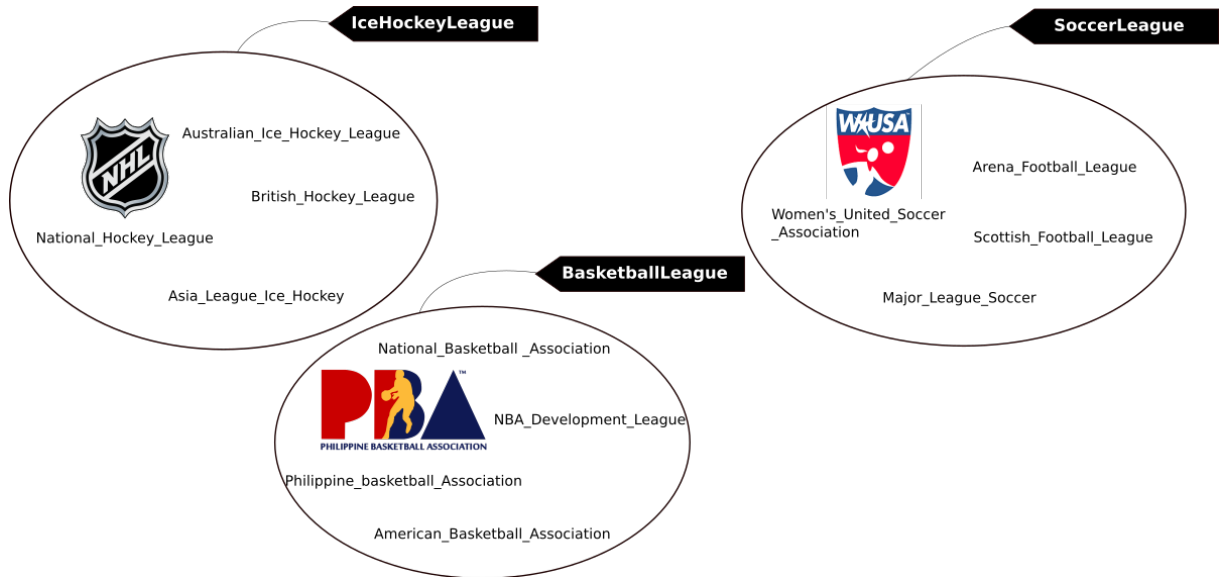 IceHockeyLeague
NHL
Australian_Ice_Hockey_League
British_Hockey_League
National_Hockey_League
Asia_League_Ice_Hockey
SoccerLeague
WUSA
Arena_Football_League
Women's_United_Soccer
_Association
Scottish_Football_League
Major_League_Soccer
BasketballLeague
National_Basketball _Association
PBA™
PHILIPPINE BASKETBALL ASSOCIATION
NBA_Development_League
Philippine_basketball_Association
American_Basketball_Association